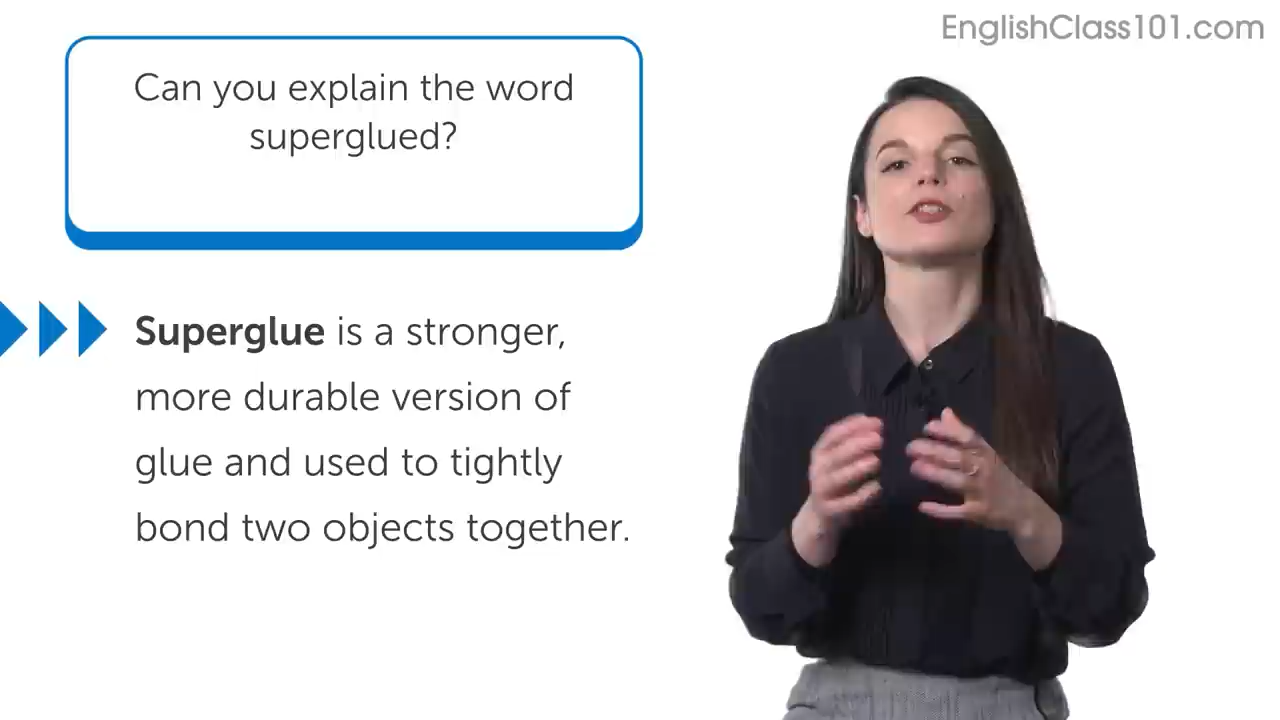 EnglishClass101.com
Can you explain the word
superglued?
Superglue is a stronger,
more durable version of
glue and used to tightly
bond two objects together.